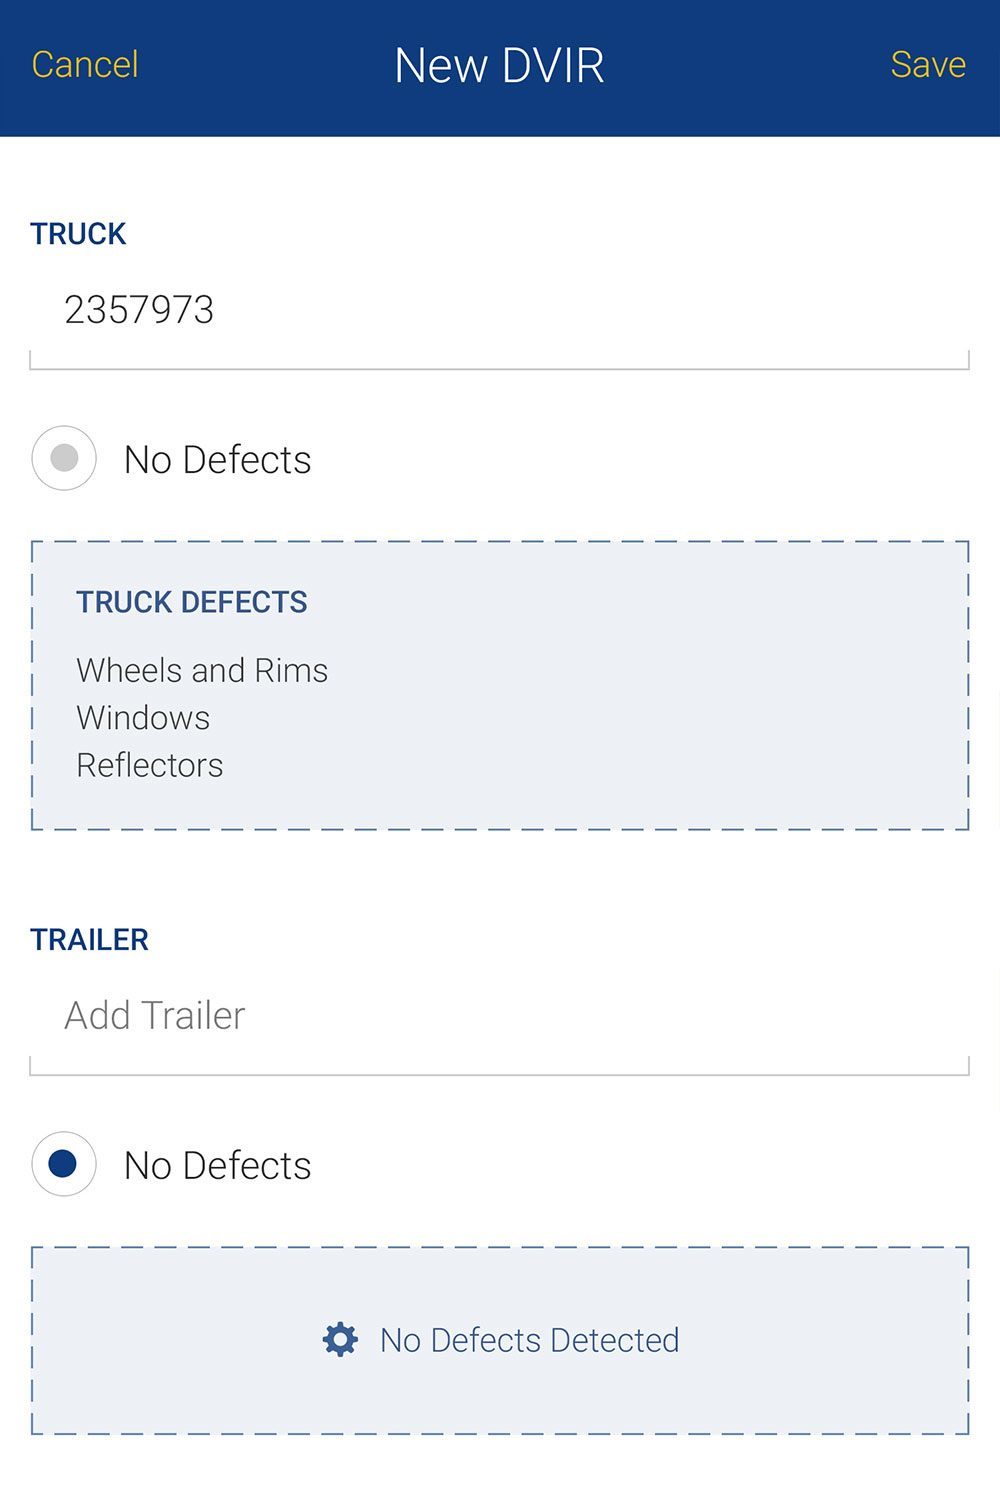 Cancel New DVIR Save
TRUCK
2357973
No Defects
TRUCK DEFECTS
Wheels and Rims
Windows
Reflectors
TRAILER
Add Trailer
No Defects
No Defects Detected